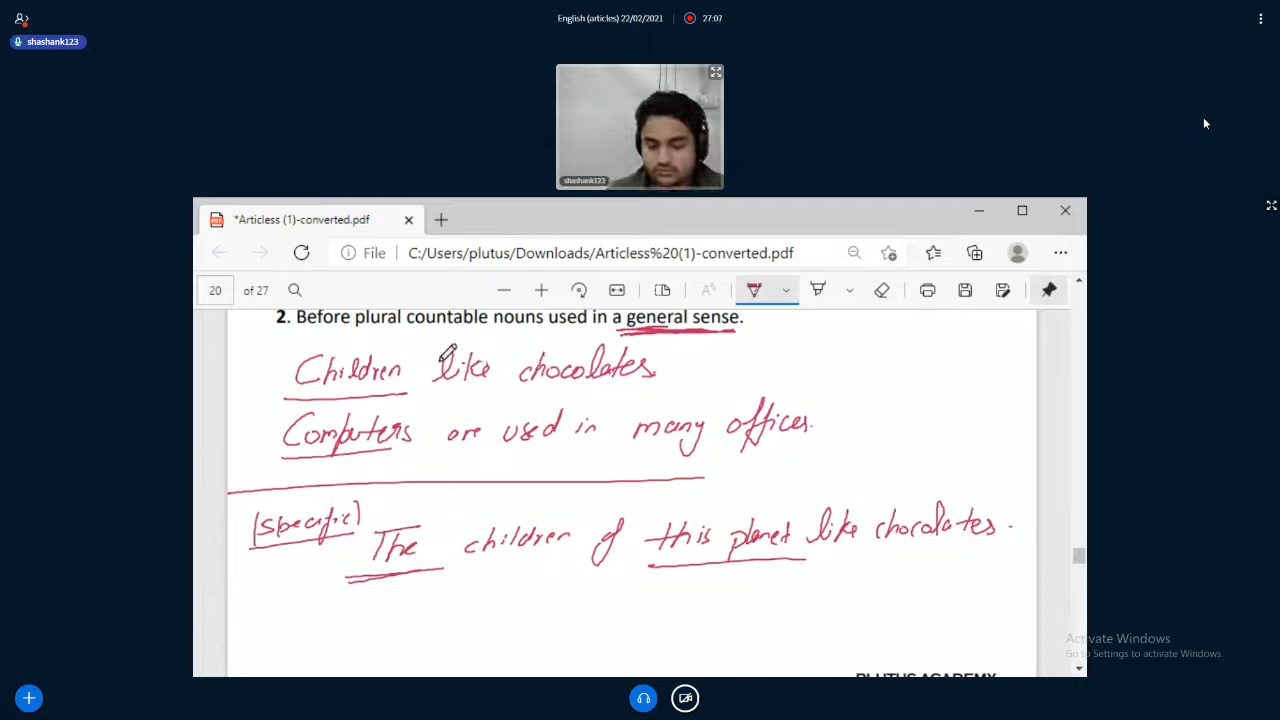 English (articles) 22/02/2021 27:07
shashank123
shashank123
*Articless (1)-converted.pdf
File C:/Users/plutus/Downloads/Articless%20(1)-converted.pdf
20 of 27
2. Before plural countable nouns used in a general sense.
Children like chocolates.
Computers are used in many offices.
[Specific] The children of this planet like chocolates.
Activate Windows
Go to Settings to activate Windows.
PLUTUS ACADEMY